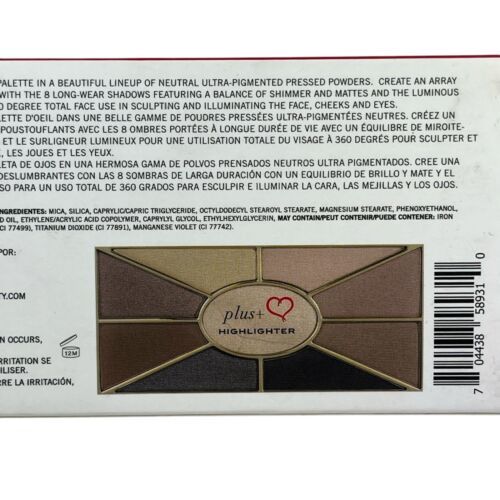 PALETTE IN A BEAUTIFUL LINEUP OF NEUTRAL ULTRA-PIGMENTED PRESSED POWDERS. CREATE AN ARRAY
WITH THE 8 LONG-WEAR SHADOWS FEATURING A BALANCE OF SHIMMER AND MATTES AND THE LUMINOUS
0 DEGREE TOTAL FACE USE IN SCULPTING AND ILLUMINATING THE FACE, CHEEKS AND EYES.
LETTE D'OEIL DANS UNE BELLE GAMME DE POUDRES PRESSÉES ULTRA-PIGMENTÉES NEUTRES. CRÉEZ UN
POUSTOUFLANTS AVEC LES 8 OMBRES PORTÉES À LONGUE DURÉE DE VIE AVEC UN ÉQUILIBRE DE MIROITE-
ET LE SURLIGNEUR LUMINEUX POUR UNE UTILISATION TOTALE DU VISAGE À 360 DEGRÉS POUR SCULPTER ET
, LES JOUES ET LES YEUX.
LETA DE OJOS EN UNA HERMOSA GAMA DE POLVOS PRENSADOS NEUTROS ULTRA PIGMENTADOS. CREE UNA
DESLUMBRANTES CON LAS 8 SOMBRAS DE LARGA DURACIÓN CON UN EQUILIBRIO DE BRILLO Y MATE Y EL
PARA UN USO TOTAL DE 360 GRADOS PARA ESCULPIR E ILUMINAR LA CARA, LAS MEJILLAS Y LOS OJOS.
INGREDIENTES: MICA, SILICA, CAPRYLIC/CAPRIC TRIGLYCERIDE, OCTYLDODECYL STEAROYL STEARATE, MAGNESIUM STEARATE, PHENOXYETHANOL,
D OIL, ETHYLENE/ACRYLIC ACID COPOLYMER, CAPRYLYL GLYCOL, ETHYLHEXYLGLYCERIN, MAY CONTAIN/PEUT CONTENIR/PUEDE CONTENER: IRON
(CI 77499), TITANIUM DIOXIDE (CI 77891), MANGANESE VIOLET (CI 77742).
POR:
TY.COM
N OCCURS,
12M
IRRITATION SE
ILISER.
RRE LA IRRITACIÓN,
plus+
HIGHLIGHTER
7 04438 58931 0